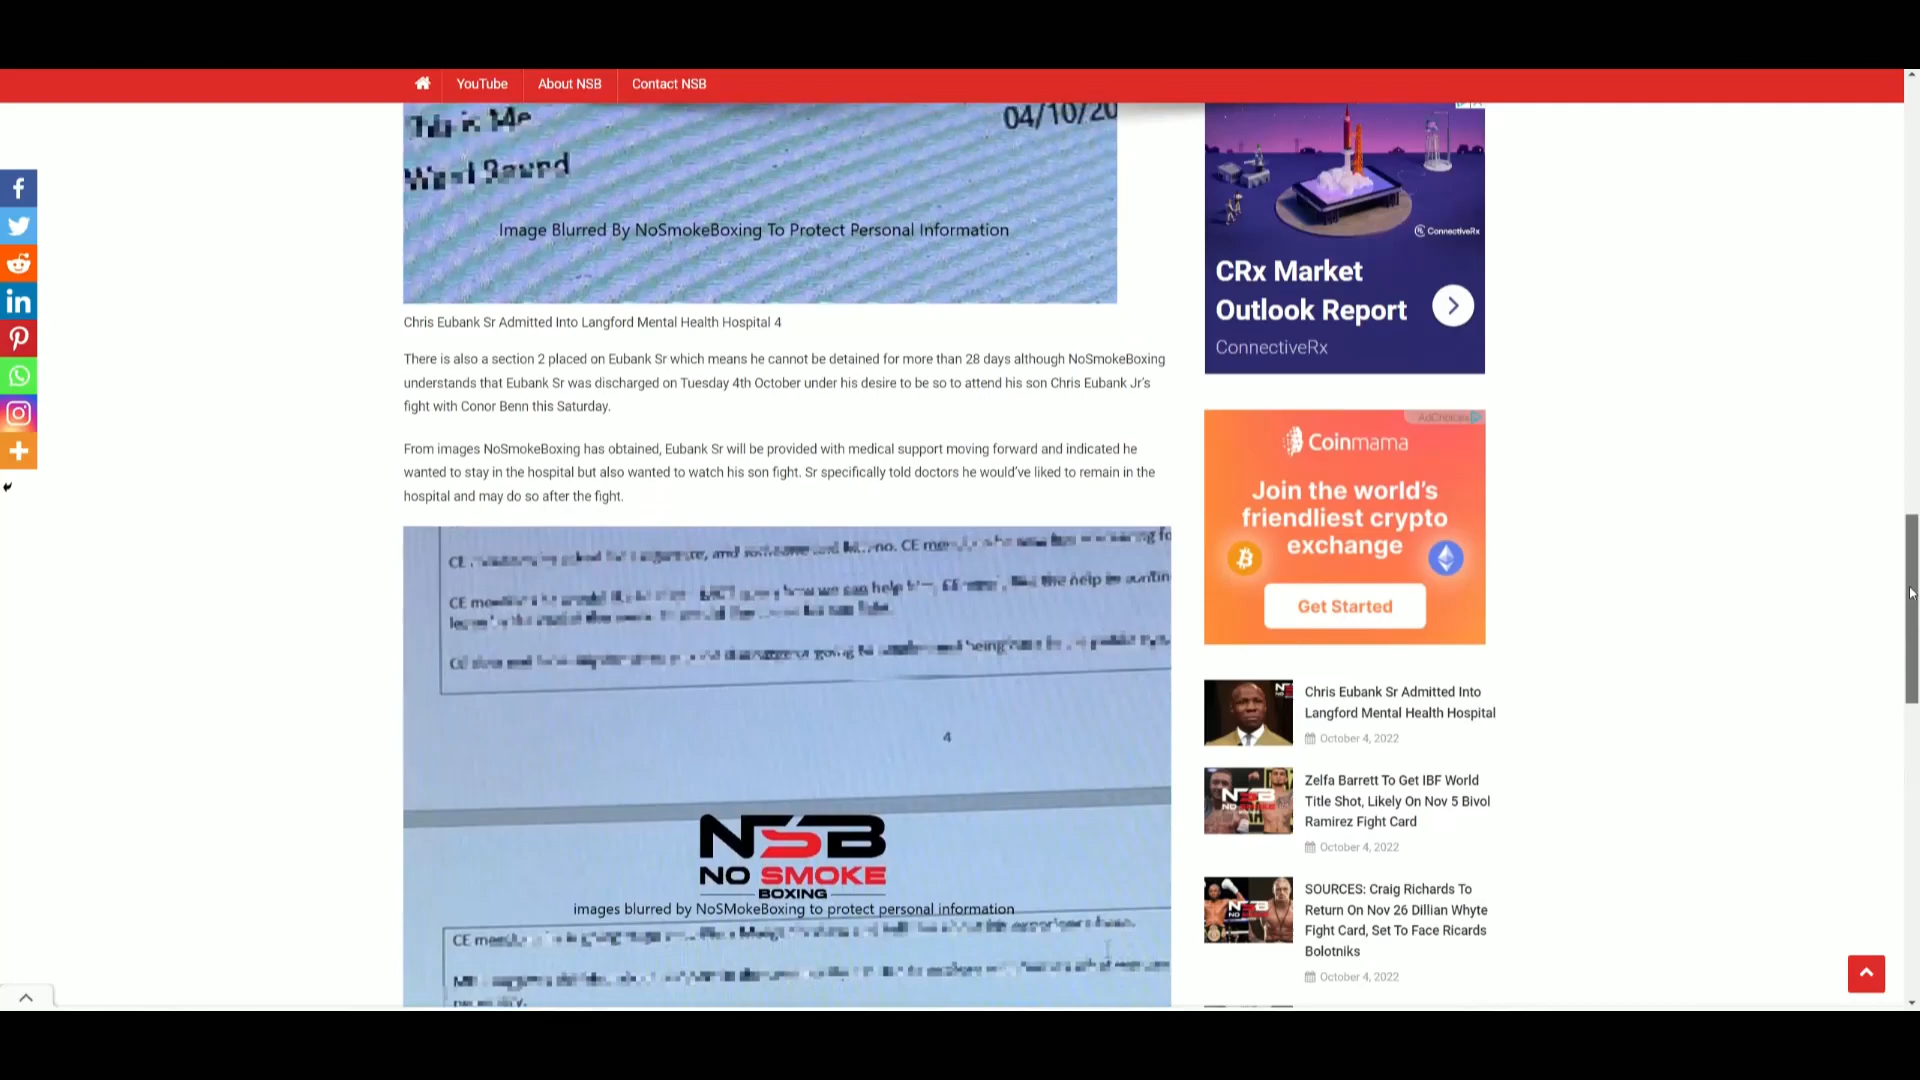 YouTube
About NSB
Contact NSB
This is Me
04/10/20
Ward Round
Image Blurred By NoSmokeBoxing To Protect Personal Information
Chris Eubank Sr Admitted Into Langford Mental Health Hospital 4
There is also a section 2 placed on Eubank Sr which means he cannot be detained for more than 28 days although NoSmokeBoxing
understands that Eubank Sr was discharged on Tuesday 4th October under his desire to be so to attend his son Chris Eubank Jr's
fight with Conor Benn this Saturday.
From images NoSmokeBoxing has obtained, Eubank Sr will be provided with medical support moving forward and indicated he
wanted to stay in the hospital but also wanted to watch his son fight. Sr specifically told doctors he would've liked to remain in the
hospital and may do so after the fight.
4
NSB
NO SMOKE
BOXING
images blurred by NoSMokeBoxing to protect personal information
ConnectiveRx
CRx Market
Outlook Report
ConnectiveRx
AdChoices
Coinmama
Join the world's
friendliest crypto
exchange
Get Started
Chris Eubank Sr Admitted Into
Langford Mental Health Hospital
October 4, 2022
Zelfa Barrett To Get IBF World
Title Shot, Likely On Nov 5 Bivol
Ramirez Fight Card
October 4, 2022
SOURCES: Craig Richards To
Return On Nov 26 Dillian Whyte
Fight Card, Set To Face Ricards
Bolotniks
October 4, 2022